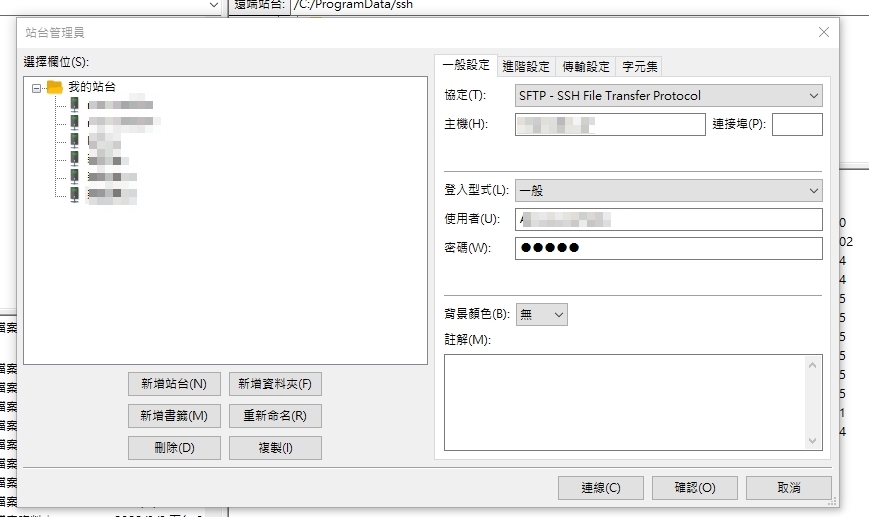 遠端站台: /C:/ProgramData/ssh
站台管理員
選擇欄位(S):
我的站台
新增站台(N) 新增資料夾(F)
新增書籤(M) 重新命名(R)
刪除(D) 複製(I)
一般設定 進階設定 傳輸設定 字元集
協定(T): SFTP - SSH File Transfer Protocol
主機(H): 連接埠(P):
登入型式(L): 一般
使用者(U):
密碼(W): ●●●●●
背景顏色(B): 無
註解(M):
連線(C) 確認(O) 取消